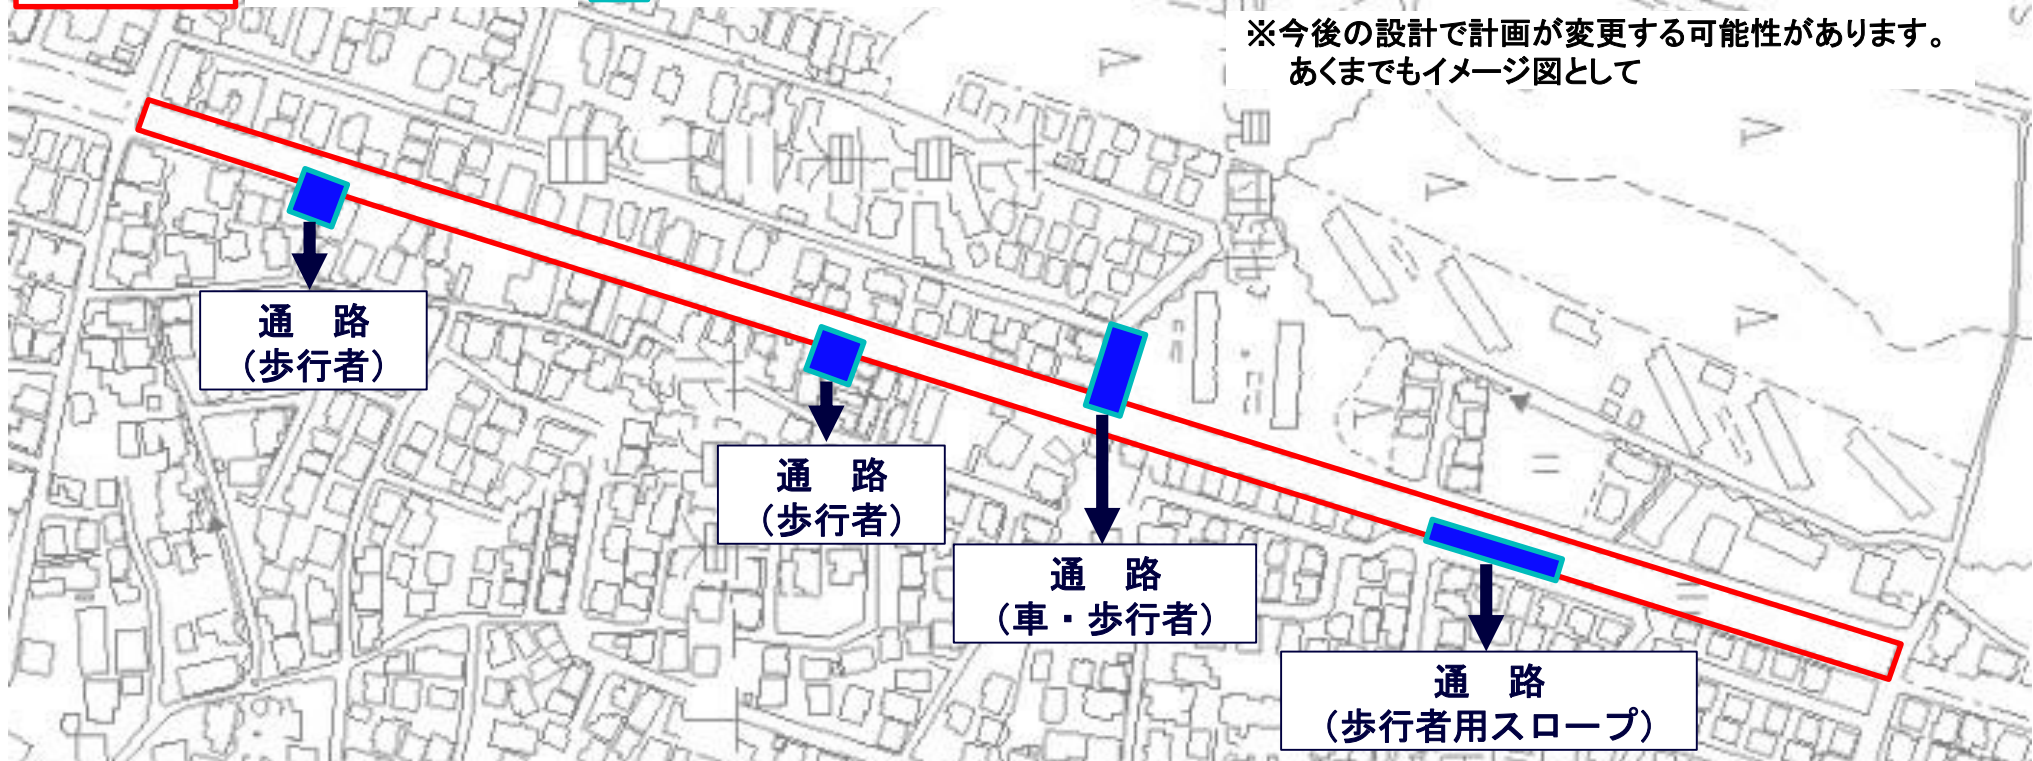 ※今後の設計で計画が変更する可能性があります。
あくまでもイメージ図として
通　路
（歩行者）
通　路
（歩行者）
通　路
（車・歩行者）
通　路
（歩行者用スロープ）